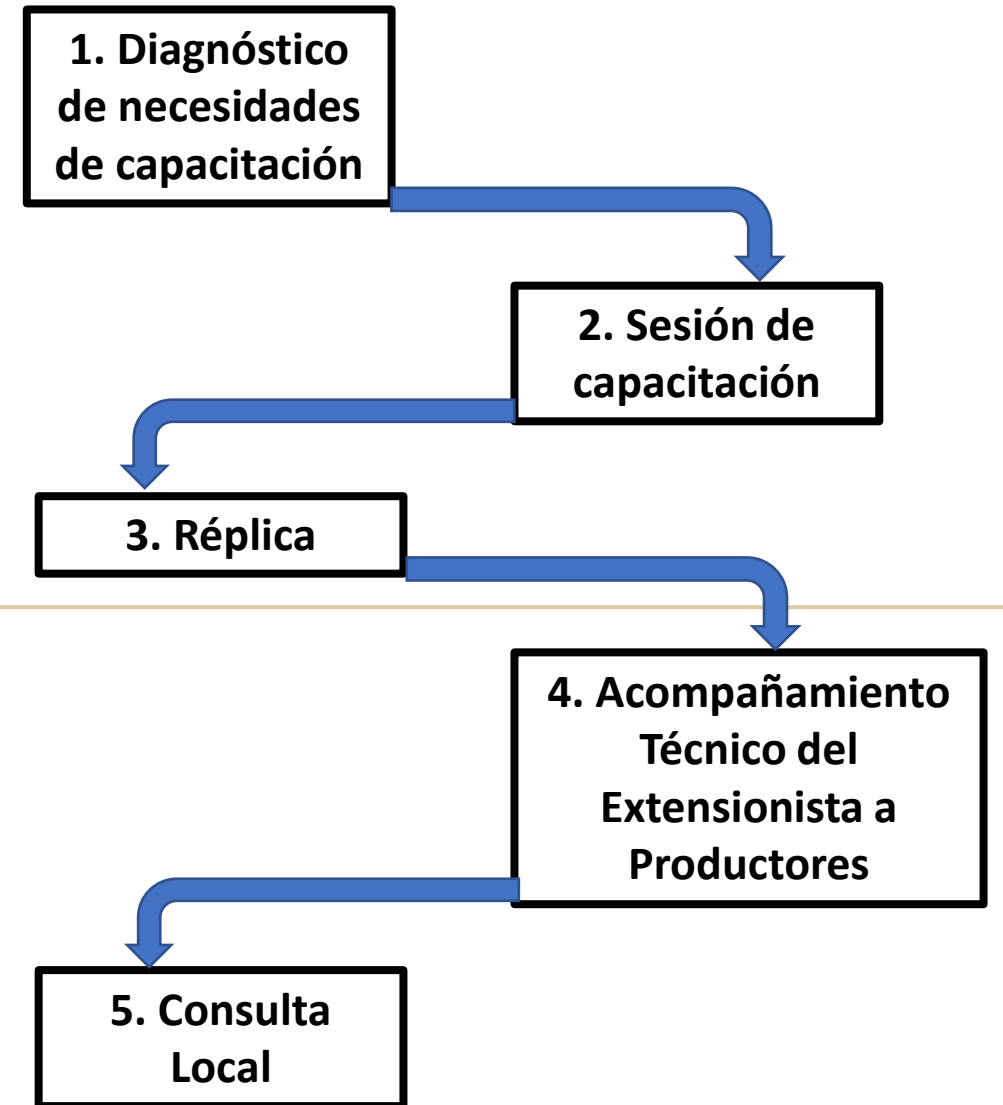 1. Diagnóstico
de necesidades
de capacitación
2. Sesión de
capacitación
3. Réplica
4. Acompañamiento
Técnico del
Extensionista a
Productores
5. Consulta
Local